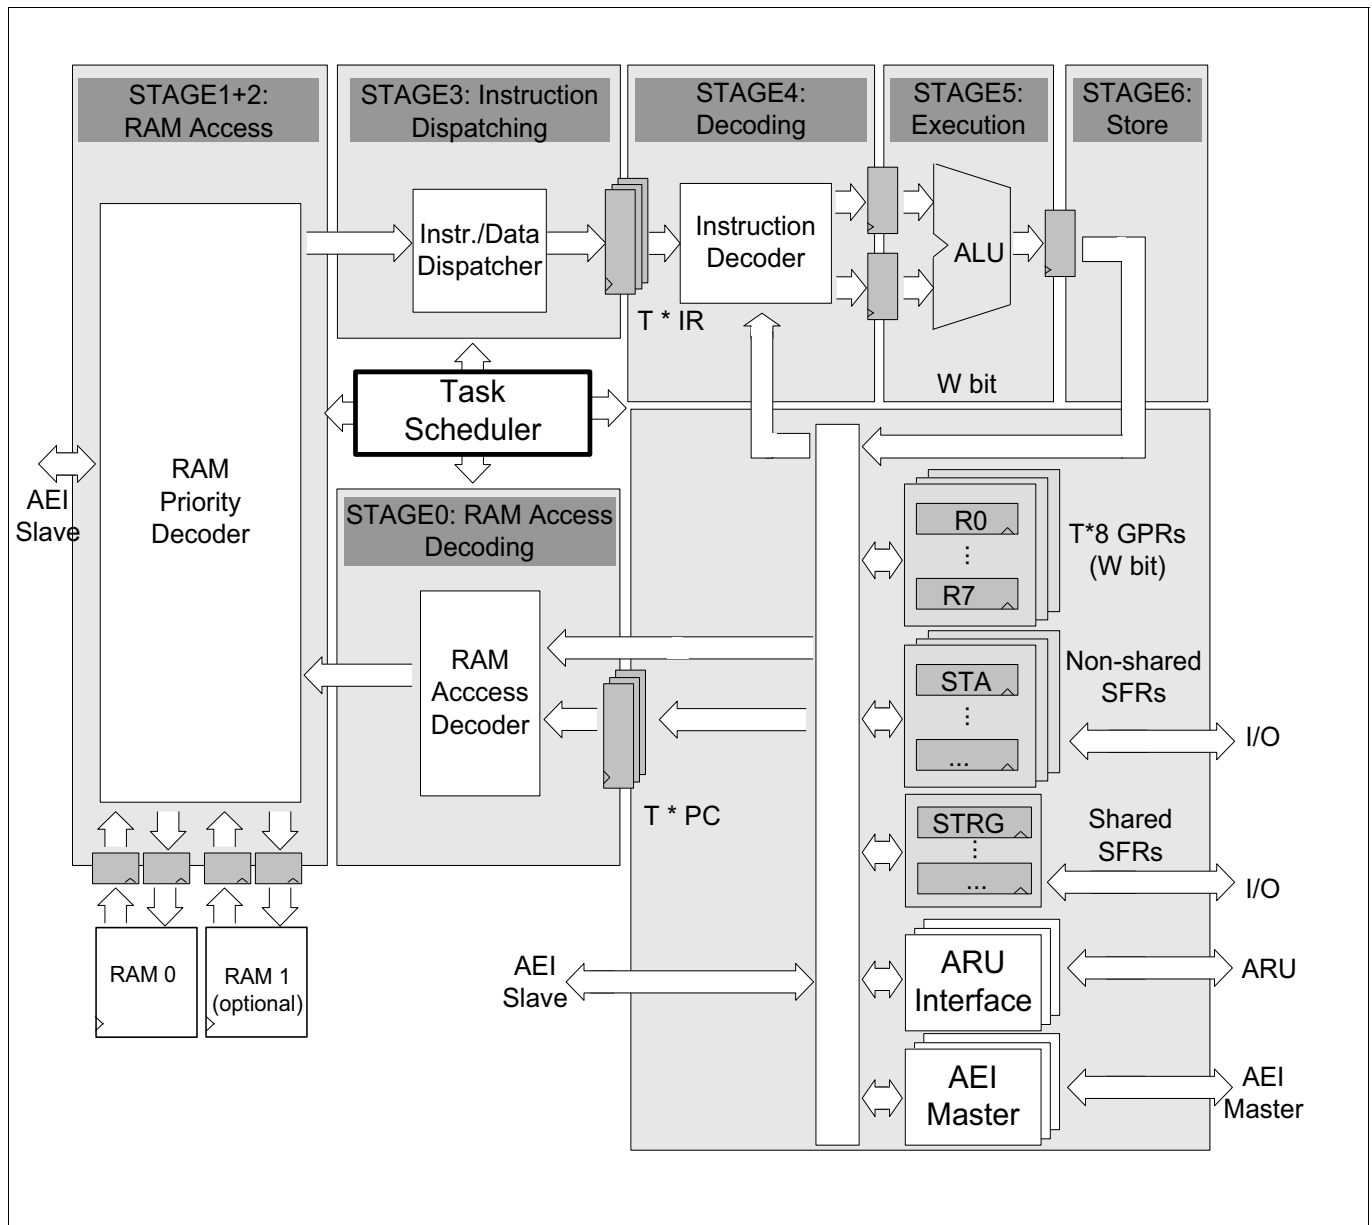 STAGE1+2:
RAM Access
STAGE3: Instruction
Dispatching
STAGE4:
Decoding
STAGE5:
Execution
STAGE6:
Store
Instr./Data
Dispatcher
Instruction
Decoder
ALU
T * IR
W bit
Task
Scheduler
RAM
Priority
Decoder
AEI
Slave
STAGE0: RAM Access
Decoding
RAM
Acccess
Decoder
T * PC
R0
⋮
R7
T*8 GPRs
(W bit)
STA
⋮
...
Non-shared
SFRs
I/O
STRG
⋮
...
Shared
SFRs
I/O
RAM 0
RAM 1
(optional)
AEI
Slave
ARU
Interface
ARU
AEI
Master
AEI
Master